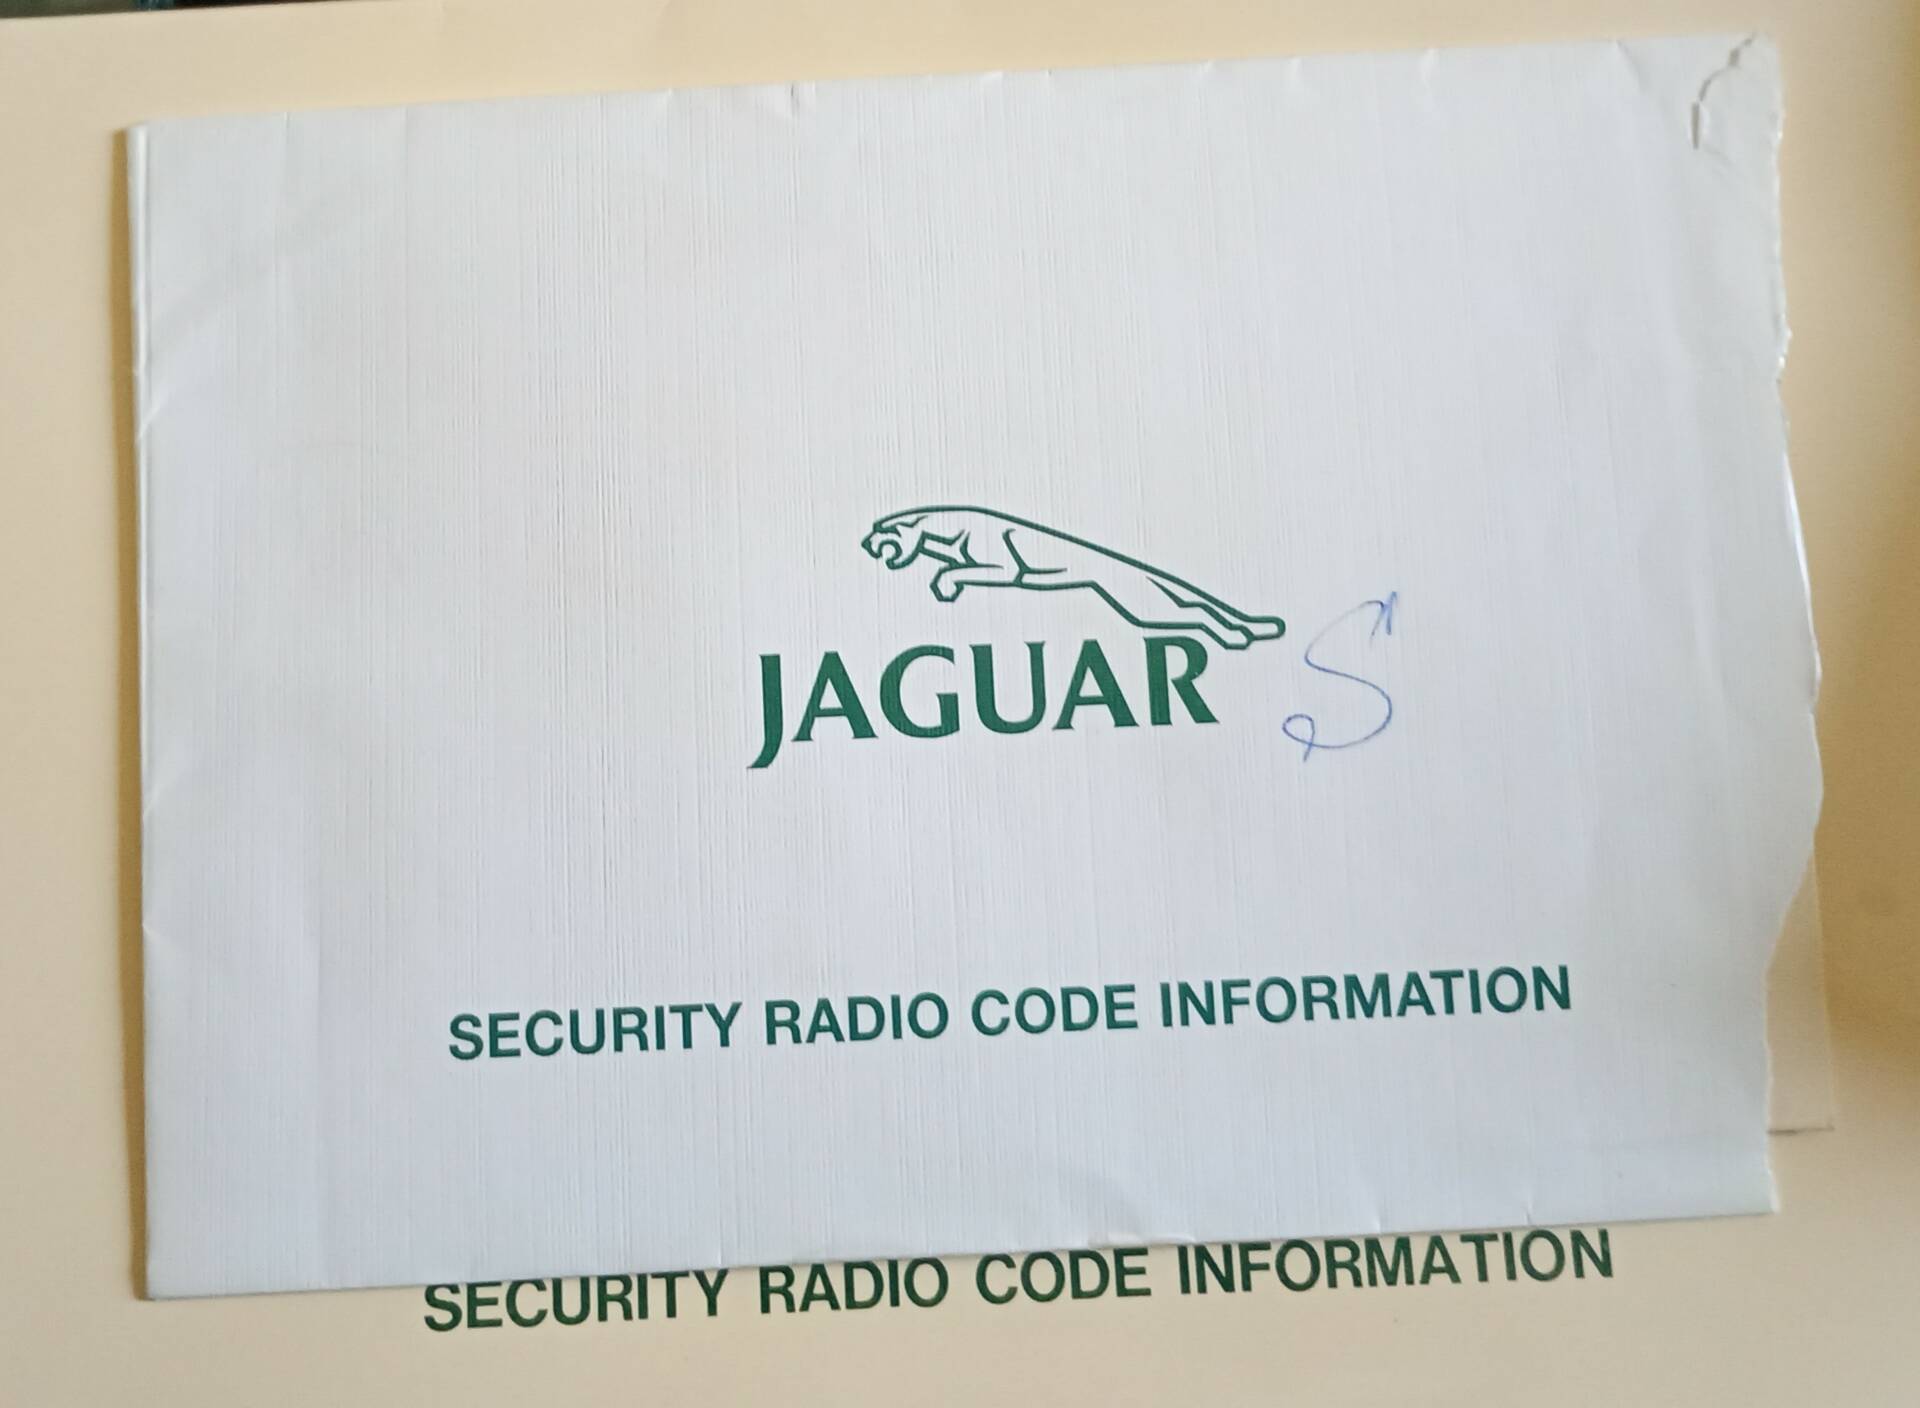 JAGUAR S
SECURITY RADIO CODE INFORMATION
SECURITY RADIO CODE INFORMATION